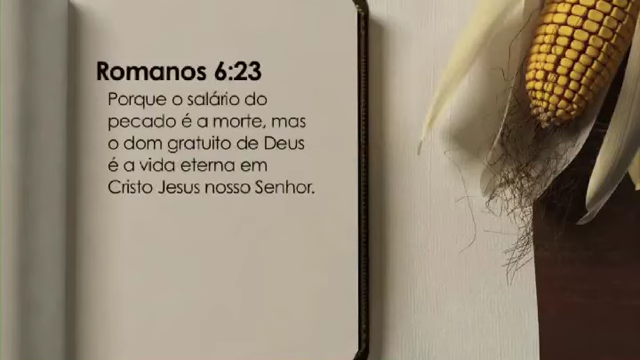 Romanos 6:23
Porque o salário do
pecado é a morte, mas
o dom gratuito de Deus
é a vida eterna em
Cristo Jesus nosso Senhor.